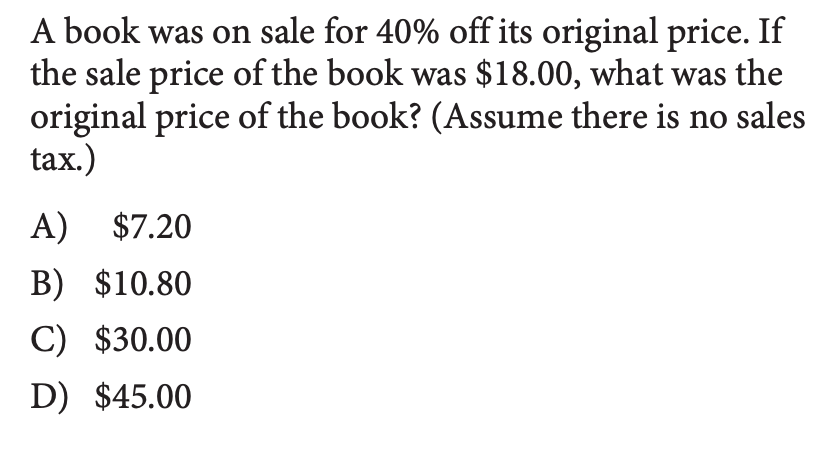 A book was on sale for 40% off its original price. If
the sale price of the book was $18.00, what was the
original price of the book? (Assume there is no sales
tax.)
A) $7.20
B) $10.80
C) $30.00
D) $45.00